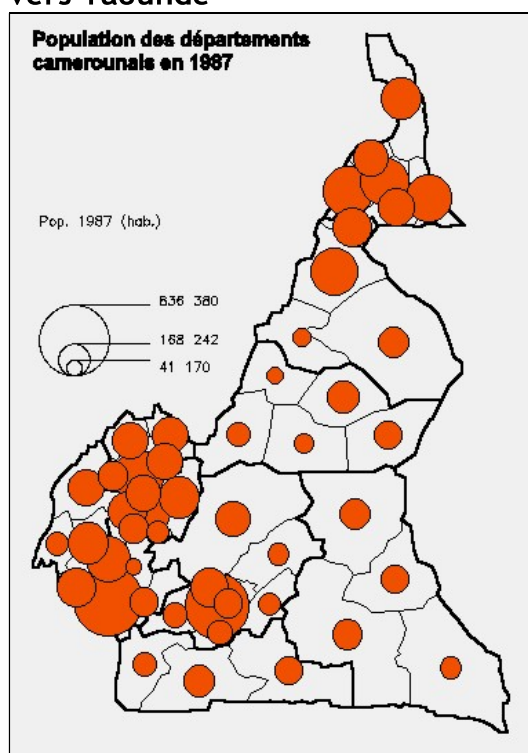 vers Yaoundé
Population des départements
camerounais en 1987
Pop. 1987 (hab.)
836 380
168 242
41 170